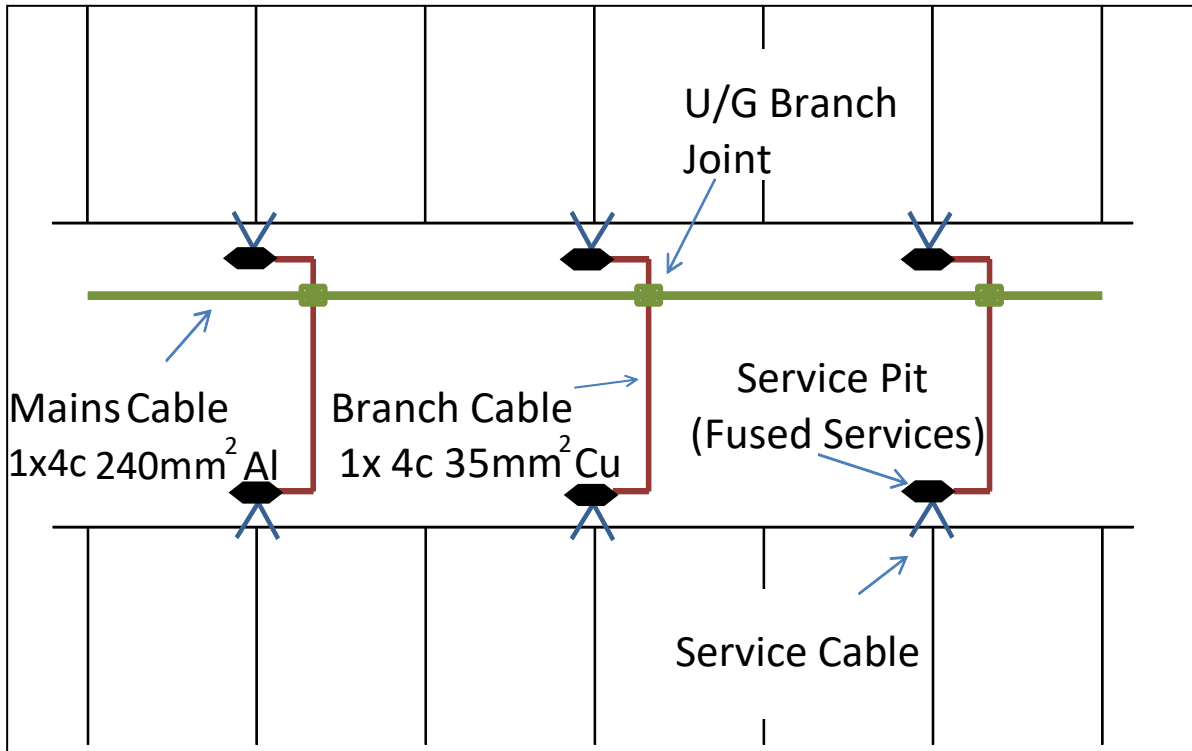 U/G Branch
Joint
Mains Cable
1x4c 240mm² Al
Branch Cable
1x 4c 35mm² Cu
Service Pit
(Fused Services)
Service Cable